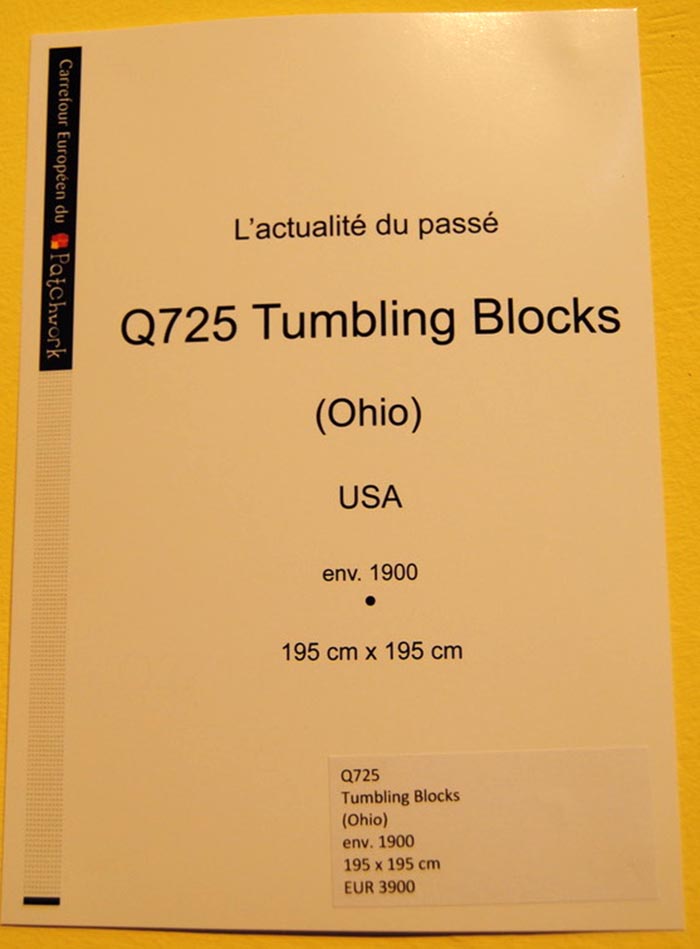 Carrefour Européen du Patchwork
L'actualité du passé
Q725 Tumbling Blocks
(Ohio)
USA
env. 1900
•
195 cm x 195 cm
Q725
Tumbling Blocks
(Ohio)
env. 1900
195 x 195 cm
EUR 3900